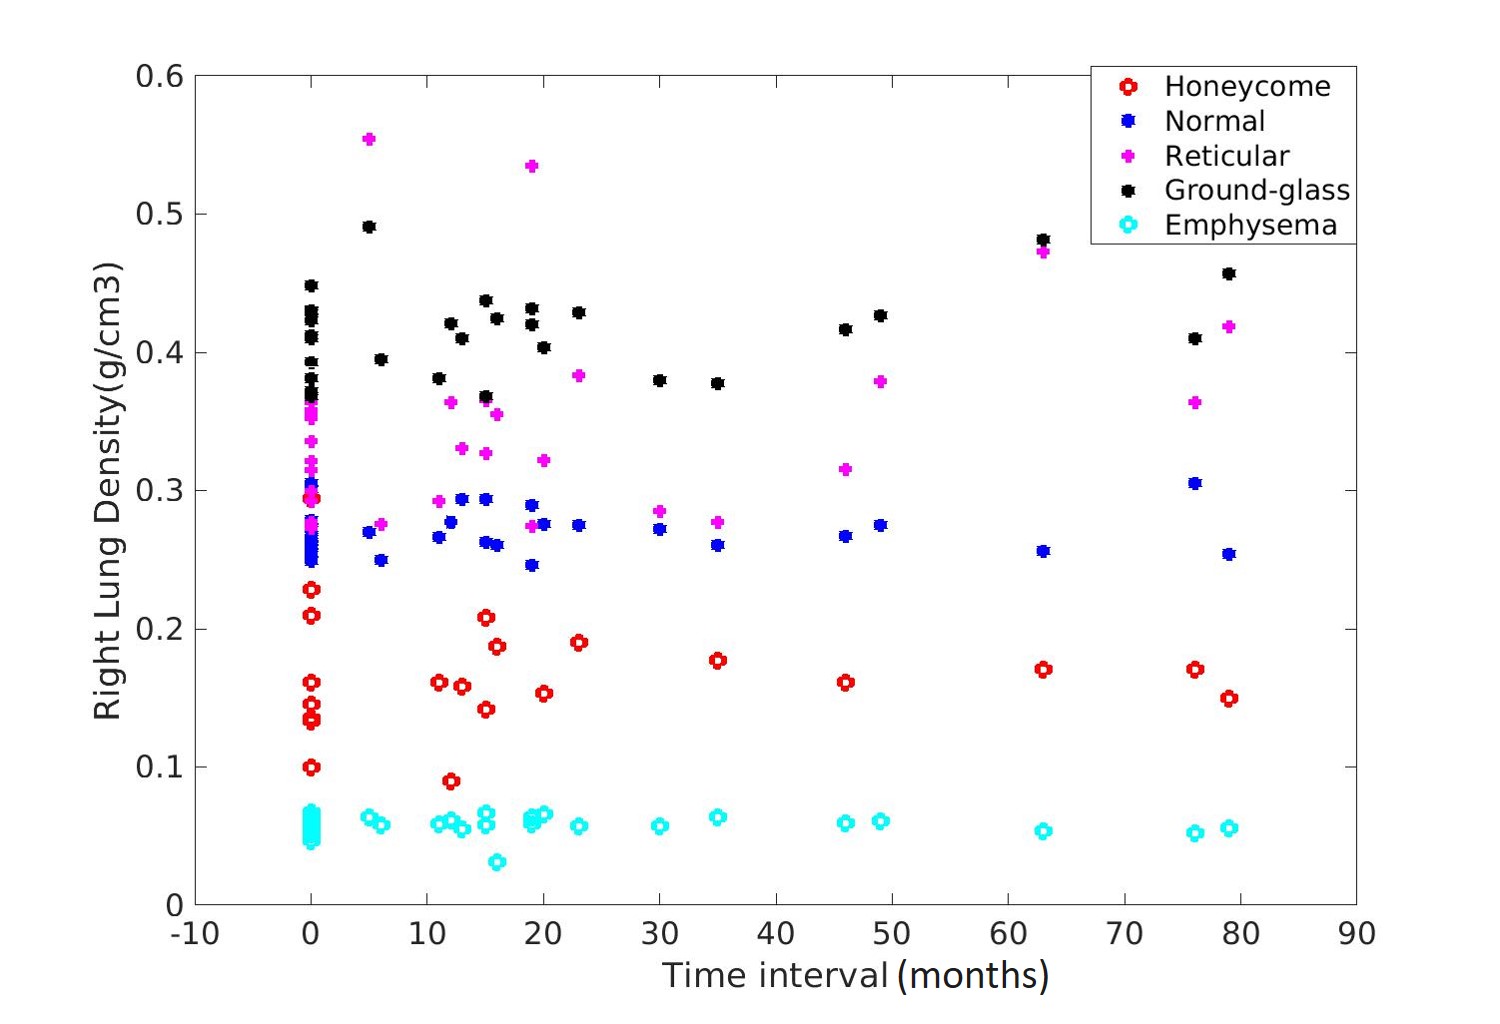 0.6
0.5
0.4
0.3
0.2
0.1
0
Right Lung Density(g/cm3)
Honeycome
Normal
Reticular
Ground-glass
Emphysema
-10 0 10 20 30 40 50 60 70 80 90
Time interval (months)